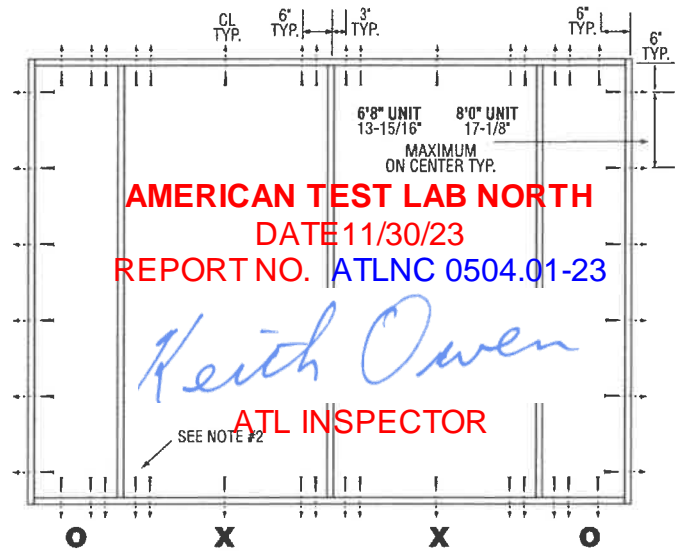 CL
TYP.
6"
TYP.
3"
TYP.
6"
TYP.
6"
TYP.
6'8" UNIT 8'0" UNIT
13-15/16" 17-1/8"
MAXIMUM
ON CENTER TYP.
AMERICAN TEST LAB NORTH
DATE11/30/23
REPORT NO. ATLNC 0504.01-23
Keith Owen
ATL INSPECTOR
SEE NOTE #2
O X X O